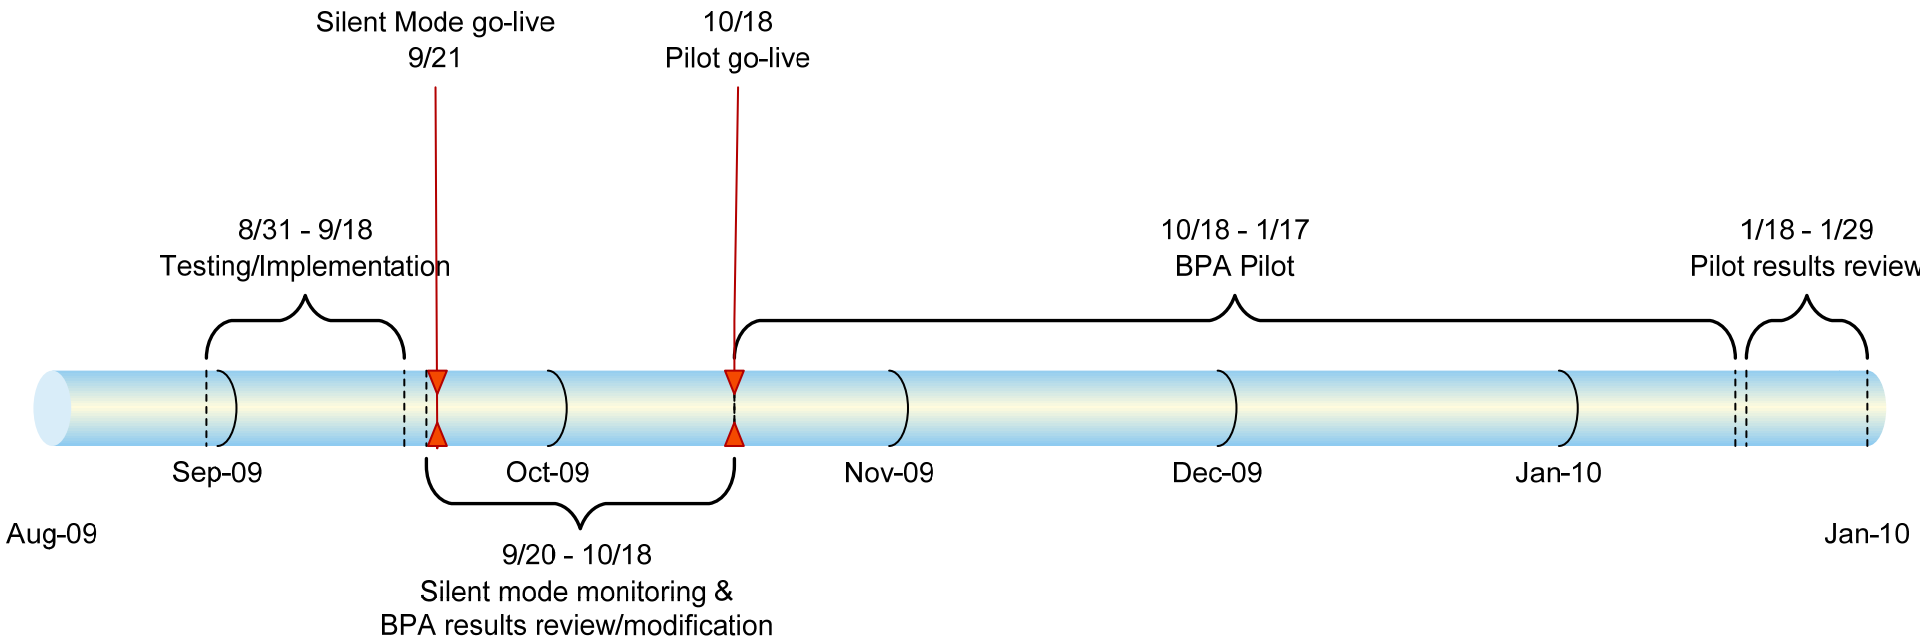 Silent Mode go-live
9/21
10/18
Pilot go-live
8/31 - 9/18
Testing/Implementation
10/18 - 1/17
BPA Pilot
1/18 - 1/29
Pilot results review
Sep-09
Oct-09
Nov-09
Dec-09
Jan-10
Aug-09
Jan-10
9/20 - 10/18
Silent mode monitoring &
BPA results review/modification